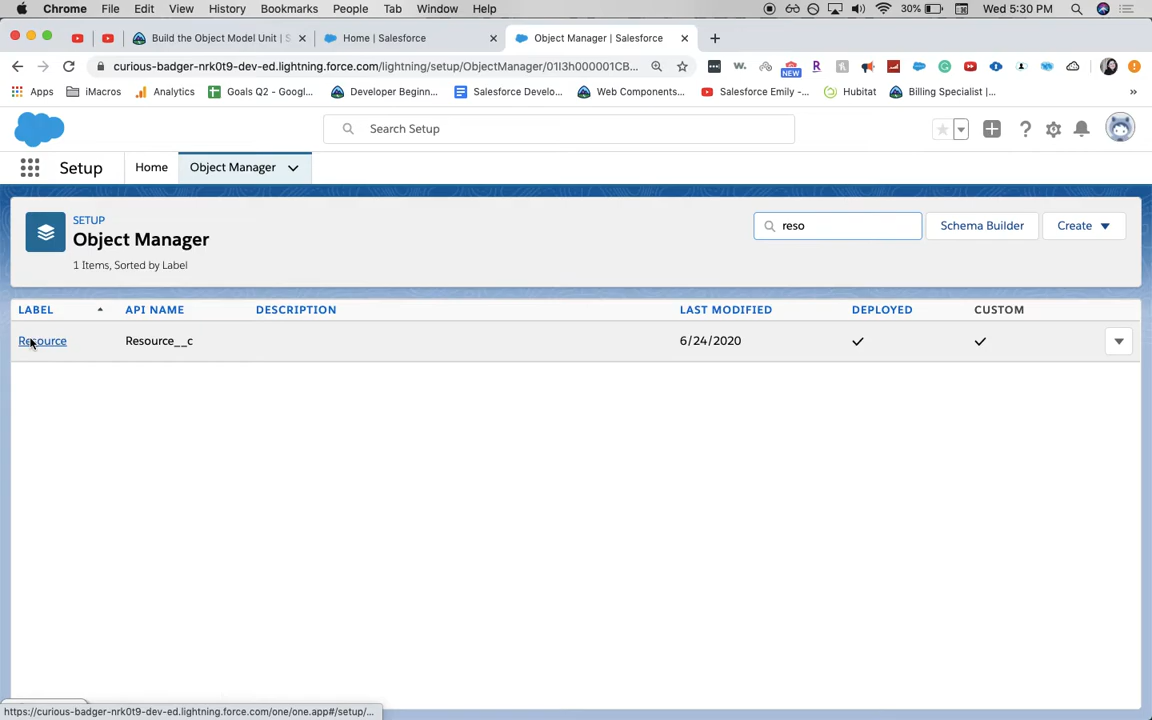 Chrome File Edit View History Bookmarks People Tab Window Help 30% Wed 5:30 PM
Build the Object Model Unit | S Home | Salesforce Object Manager | Salesforce
curious-badger-nrk0t9-dev-ed.lightning.force.com/lightning/setup/ObjectManager/01I3h000001CB... NEW
Apps iMacros Analytics Goals Q2 - Googl... Developer Beginn... Salesforce Develo... Web Components... Salesforce Emily -... Hubitat Billing Specialist |... »
Search Setup
Setup Home Object Manager
SETUP
Object Manager
1 Items, Sorted by Label
reso Schema Builder Create
LABEL API NAME DESCRIPTION LAST MODIFIED DEPLOYED CUSTOM
Resource Resource__c 6/24/2020
https://curious-badger-nrk0t9-dev-ed.lightning.force.com/one/one.app#/setup/...